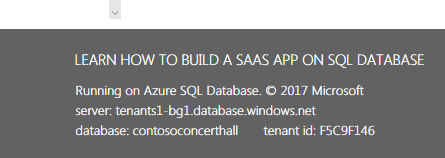 LEARN HOW TO BUILD A SAAS APP ON SQL DATABASE
Running on Azure SQL Database. © 2017 Microsoft
server: tenants1-bg1.database.windows.net
database: contosoconcerthall tenant id: F5C9F146